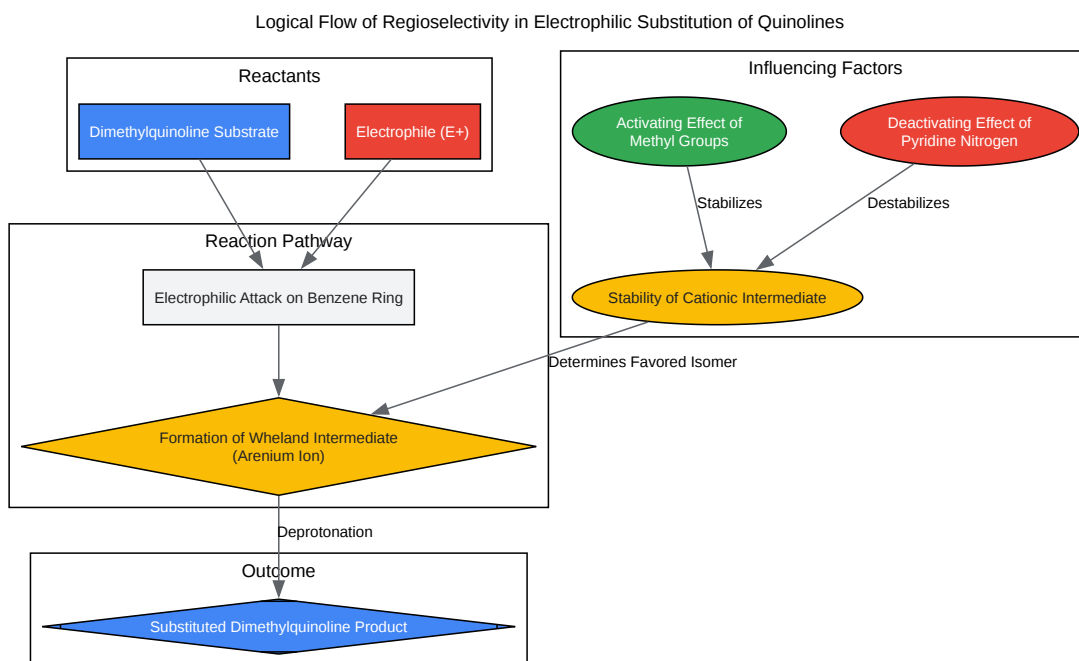 Logical Flow of Regioselectivity in Electrophilic Substitution of Quinolines
Reactants
Dimethylquinoline Substrate
Electrophile (E+)
Influencing Factors
Activating Effect of
Methyl Groups
Deactivating Effect of
Pyridine Nitrogen
Stabilizes
Destabilizes
Stability of Cationic Intermediate
Reaction Pathway
Electrophilic Attack on Benzene Ring
Determines Favored Isomer
Formation of Wheland Intermediate
(Arenium Ion)
Deprotonation
Outcome
Substituted Dimethylquinoline Product